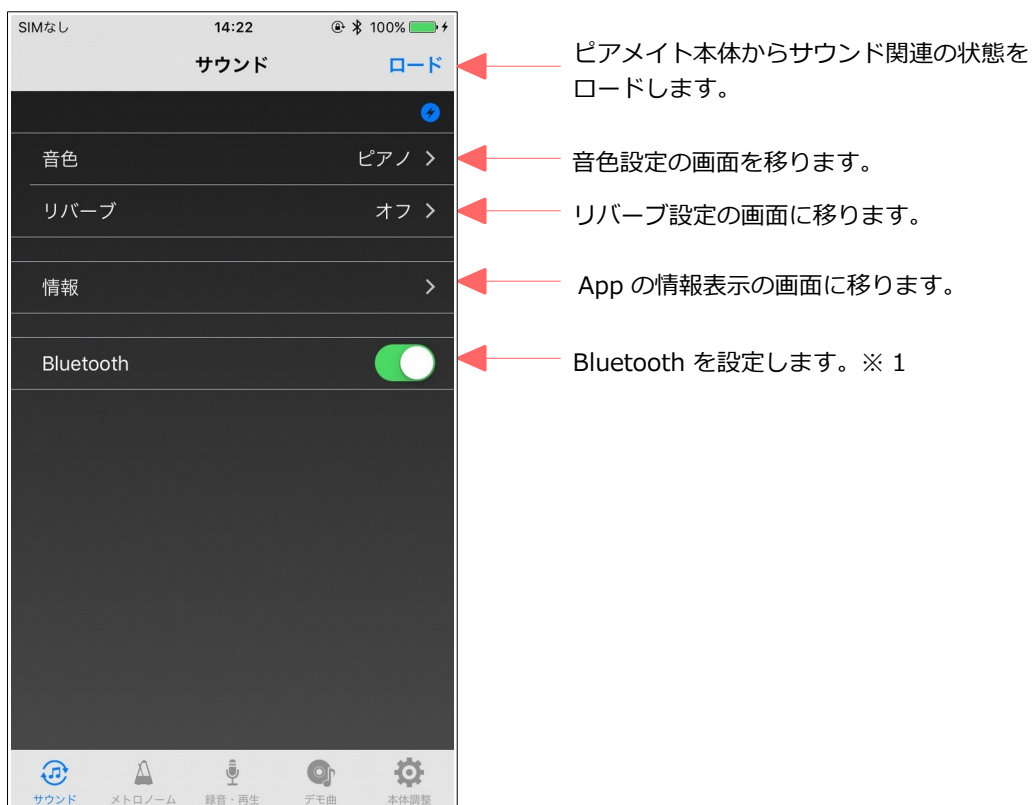 SIMなし 14:22 100%
サウンド ロード
ピアメイト本体からサウンド関連の状態を
ロードします。
音色 ピアノ
音色設定の画面を移ります。
リバーブ オフ
リバーブ設定の画面に移ります。
情報
App の情報表示の画面に移ります。
Bluetooth
Bluetooth を設定します。※ 1
サウンド メトロノーム 録音・再生 デモ曲 本体調整